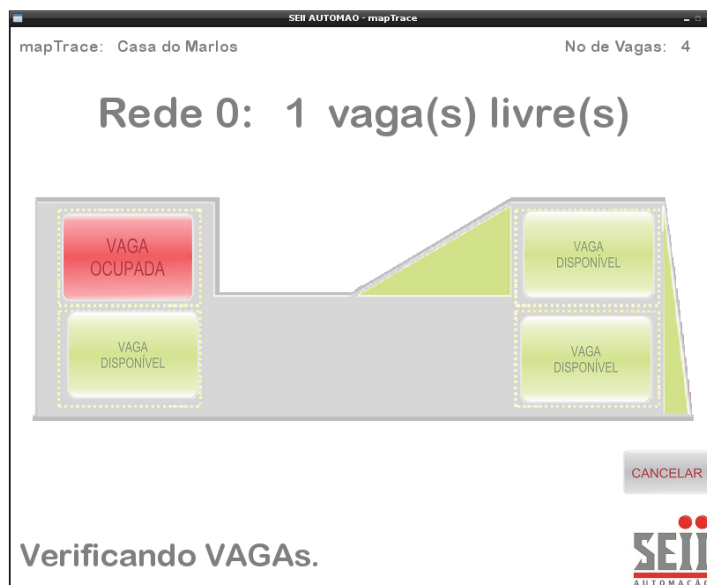 SEII AUTOMAO - mapTrace
mapTrace: Casa do Marlos No de Vagas: 4
Rede 0: 1 vaga(s) livre(s)
VAGA
OCUPADA
VAGA
DISPONÍVEL
VAGA
DISPONÍVEL
VAGA
DISPONÍVEL
CANCELAR
Verificando VAGAs.
SEII
AUTOMAÇÃO